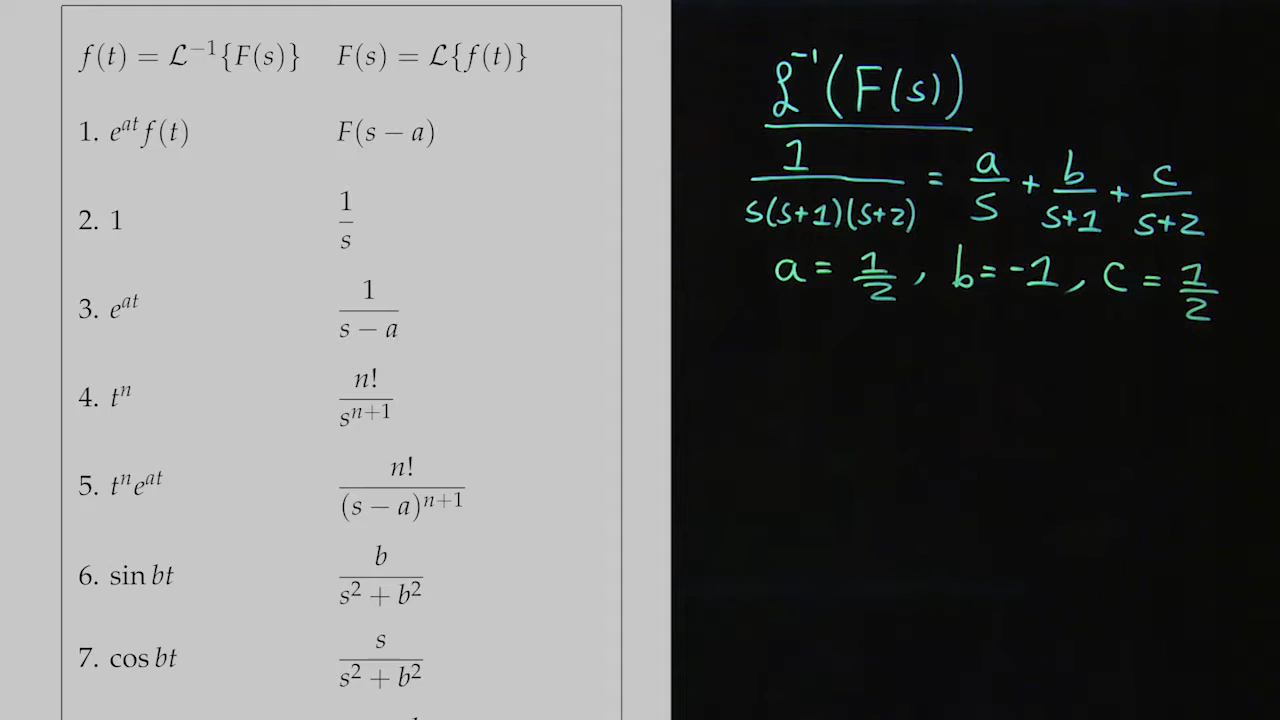 f(t) = ℒ⁻¹{F(s)}    F(s) = ℒ{f(t)}
1. e^{at} f(t)    F(s − a)
2. 1    1/s
3. e^{at}    1/(s − a)
4. t^n    n!/s^{n+1}
5. t^n e^{at}    n!/(s − a)^{n+1}
6. sin bt    b/(s² + b²)
7. cos bt    s/(s² + b²)
ℒ⁻¹(F(s))
1/(s(s+1)(s+2)) = a/s + b/(s+1) + c/(s+2)
a = 1/2, b = -1, c = 1/2